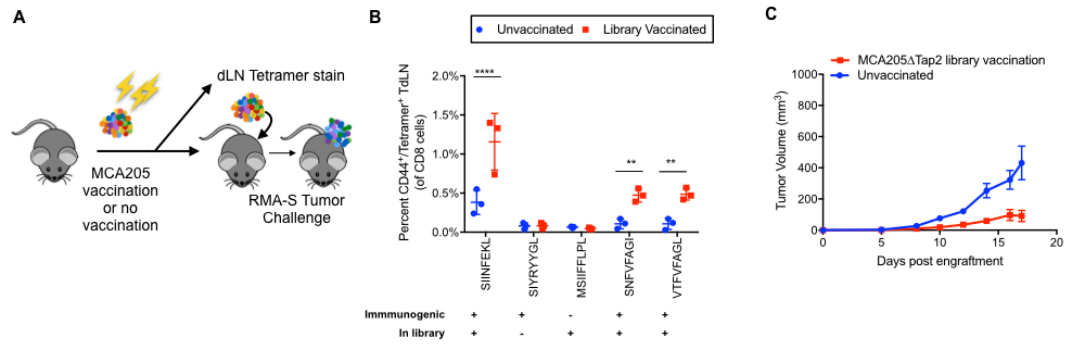 A
dLN Tetramer stain
MCA205
vaccination
or no
vaccination
RMA-S Tumor
Challenge
B
Unvaccinated
Library Vaccinated
Percent CD44+/Tetramer+ TdLN
(of CD8 cells)
2.0%
1.5%
1.0%
0.5%
0.0%
****
**
**
SIINFEKL
SIYRYYGL
MSIIFFLPL
SNFVFAGI
VTFVFAGL
Immmunogenic + + - + +
In library + - + + +
C
MCA205ΔTap2 library vaccination
Unvaccinated
Tumor Volume (mm³)
1000
800
600
400
200
0
0 5 10 15 20
Days post engraftment